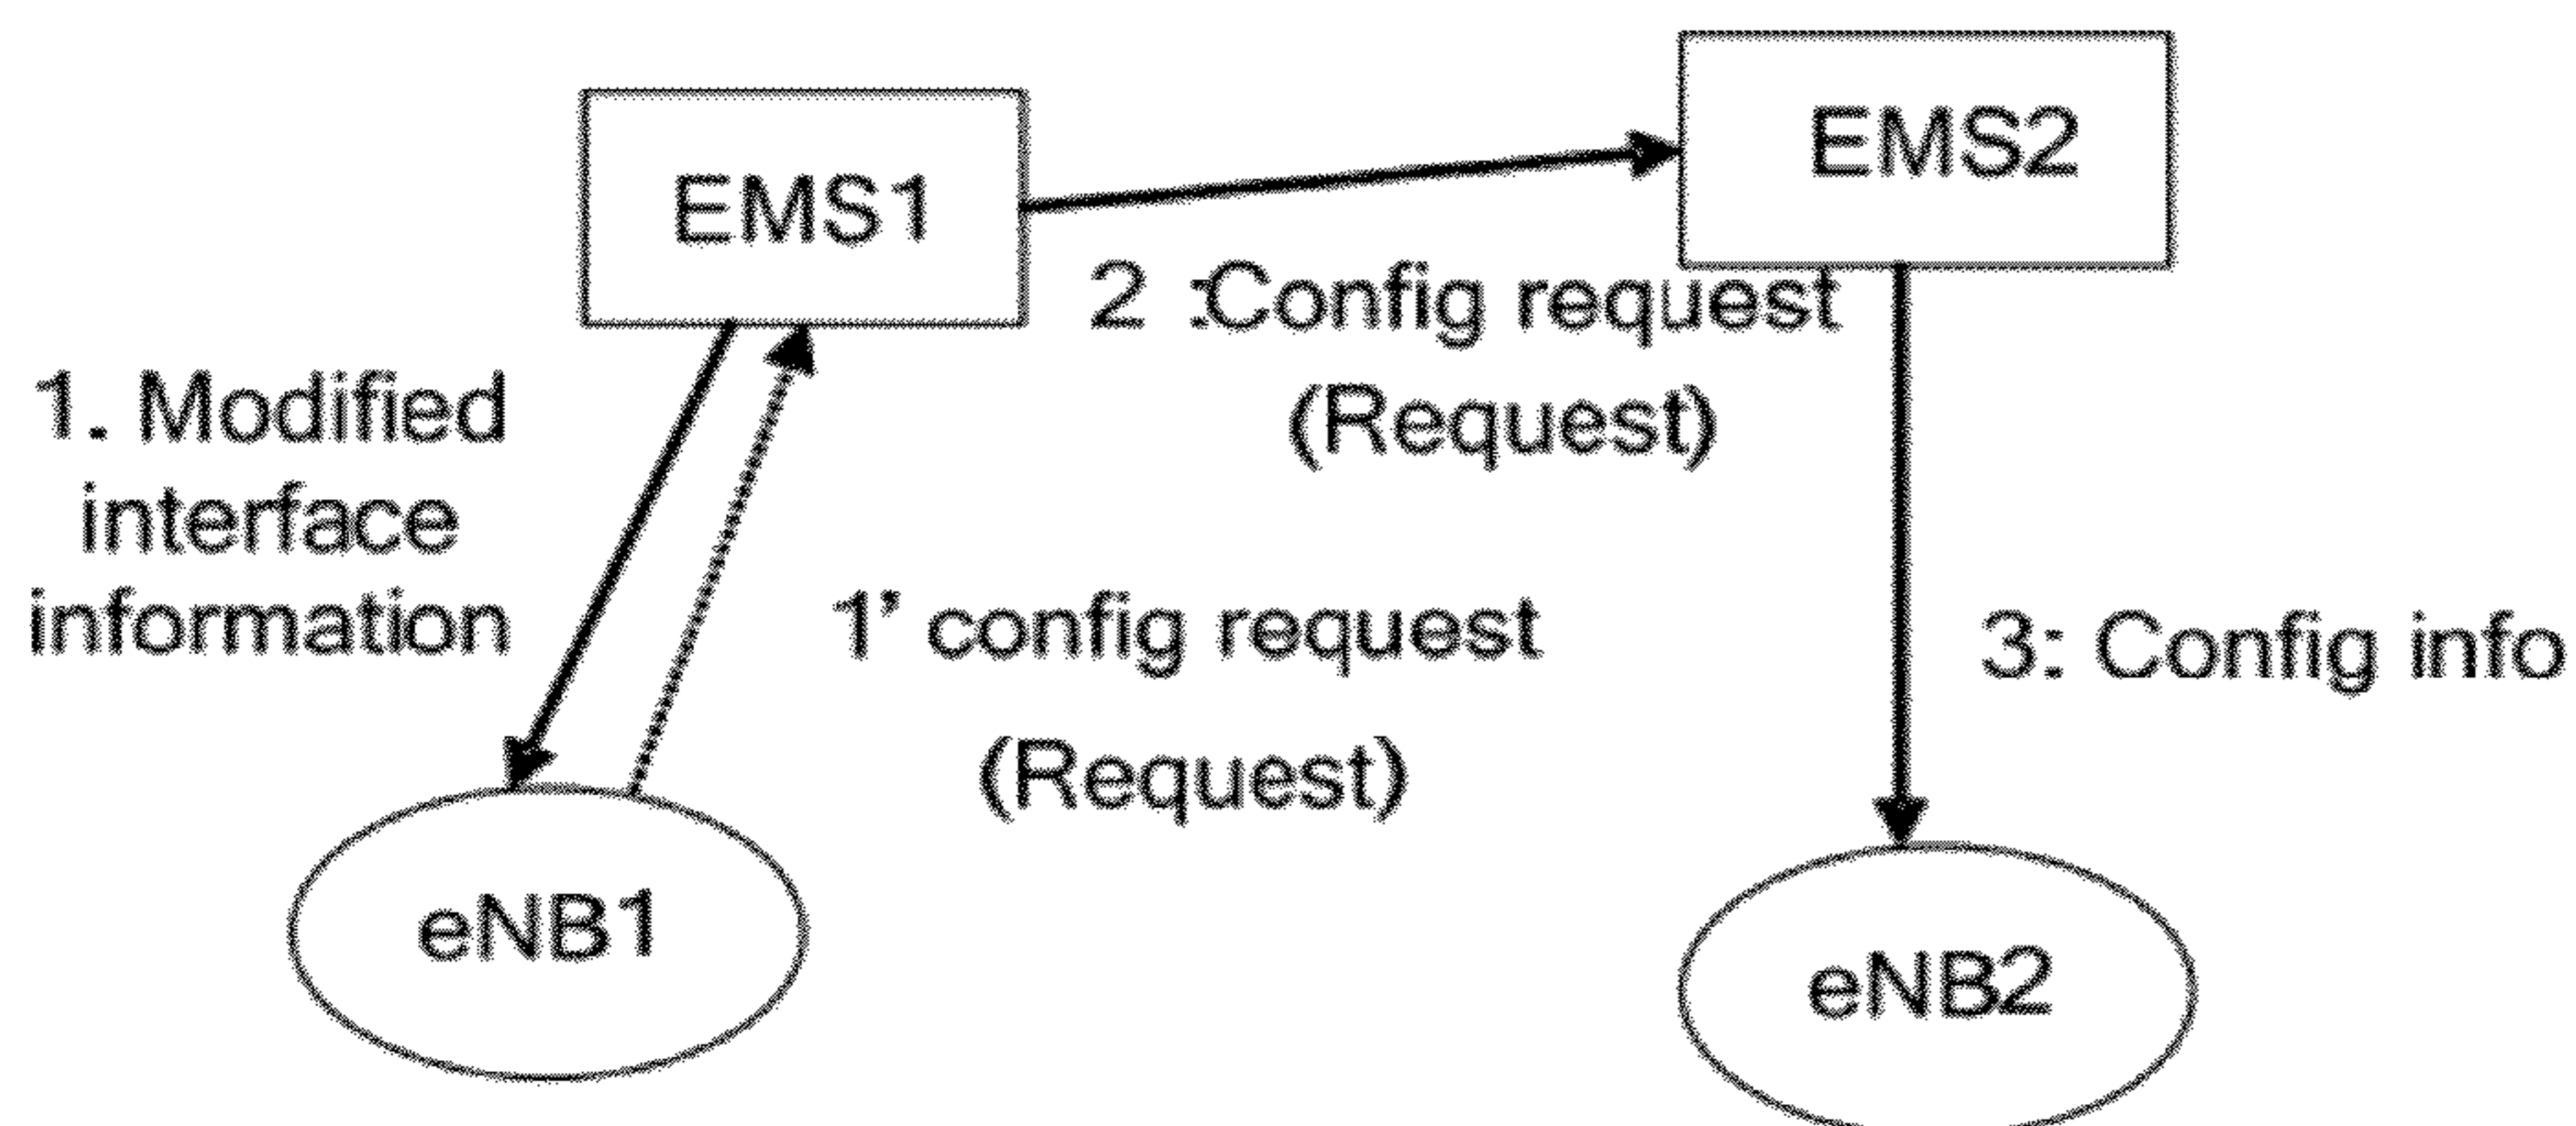 EMS1
EMS2
2 :Config request
(Request)
1. Modified
interface
information
1' config request
(Request)
3: Config info
eNB1
eNB2